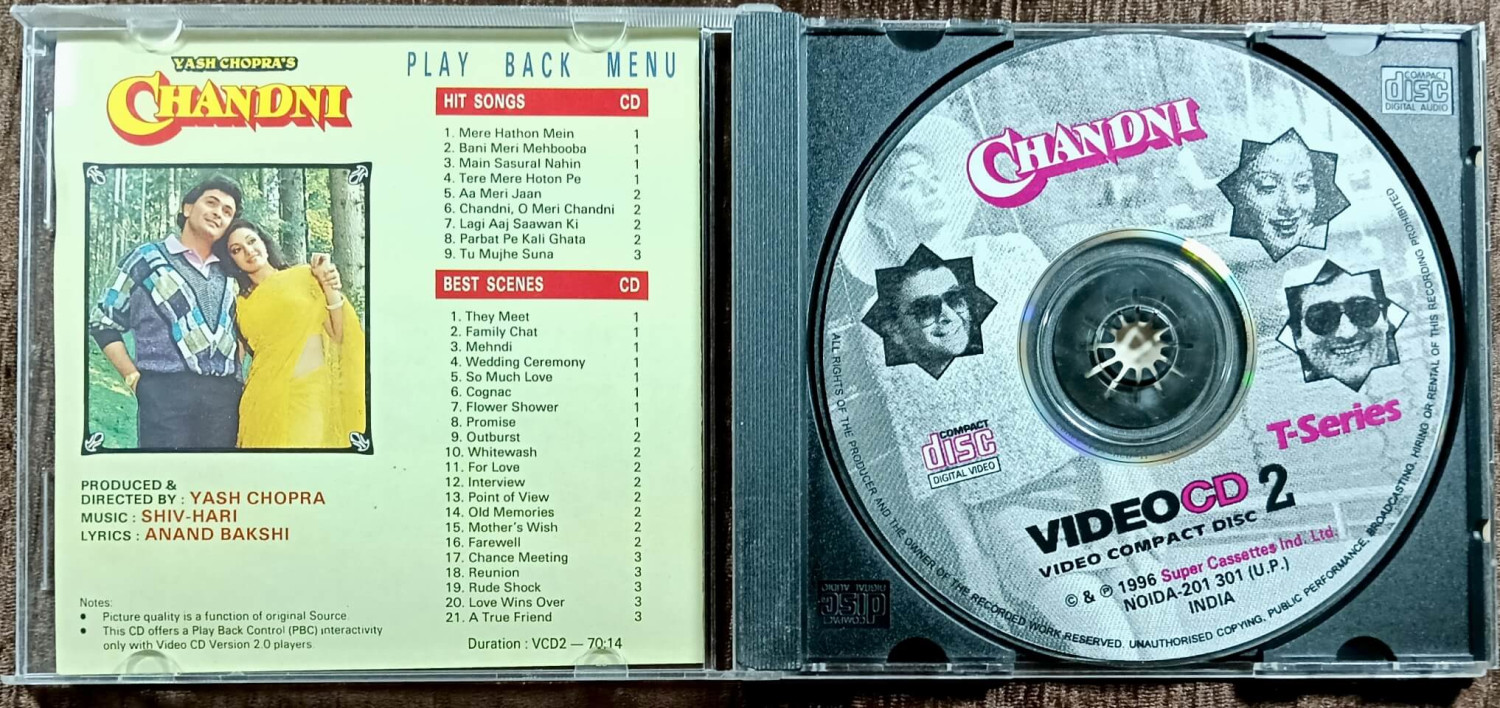 YASH CHOPRA'S
CHANDNI
PRODUCED &
DIRECTED BY : YASH CHOPRA
MUSIC : SHIV-HARI
LYRICS : ANAND BAKSHI
Notes:
• Picture quality is a function of original Source
• This CD offers a Play Back Control (PBC) interactivity
only with Video CD Version 2.0 players
PLAY BACK MENU
HIT SONGS CD
1. Mere Hathon Mein 1
2. Bani Meri Mehbooba 1
3. Main Sasural Nahin 1
4. Tere Mere Hoton Pe 1
5. Aa Meri Jaan 2
6. Chandni, O Meri Chandni 2
7. Lagi Aaj Saawan Ki 2
8. Parbat Pe Kali Ghata 2
9. Tu Mujhe Suna 3
BEST SCENES CD
1. They Meet 1
2. Family Chat 1
3. Mehndi 1
4. Wedding Ceremony 1
5. So Much Love 1
6. Cognac 1
7. Flower Shower 1
8. Promise 1
9. Outburst 2
10. Whitewash 2
11. For Love 2
12. Interview 2
13. Point of View 2
14. Old Memories 2
15. Mother's Wish 2
16. Farewell 2
17. Chance Meeting 3
18. Reunion 3
19. Rude Shock 3
20. Love Wins Over 3
21. A True Friend 3
Duration : VCD2 — 70:14
COMPACT
disc
DIGITAL AUDIO
CHANDNI
COMPACT
disc
DIGITAL VIDEO
T-Series
VIDEOCD 2
VIDEO COMPACT DISC
© & ℗ 1996 Super Cassettes Ind. Ltd.
NOIDA-201 301 (U.P.)
INDIA
ALL RIGHTS OF THE PRODUCER AND THE OWNER OF THE RECORDED WORK RESERVED. UNAUTHORISED COPYING, PUBLIC PERFORMANCE, BROADCASTING, HIRING OR RENTAL OF THIS RECORDING PROHIBITED
COMPACT
disc
DIGITAL AUDIO